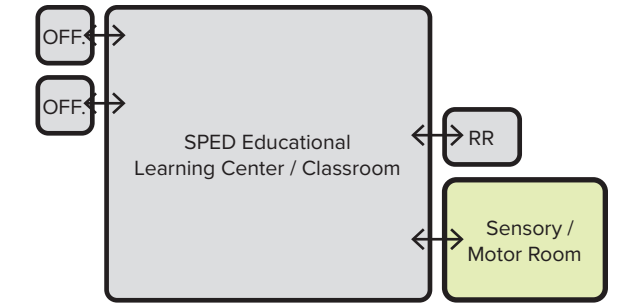 OFF.
OFF.
SPED Educational
Learning Center / Classroom
RR
Sensory /
Motor Room